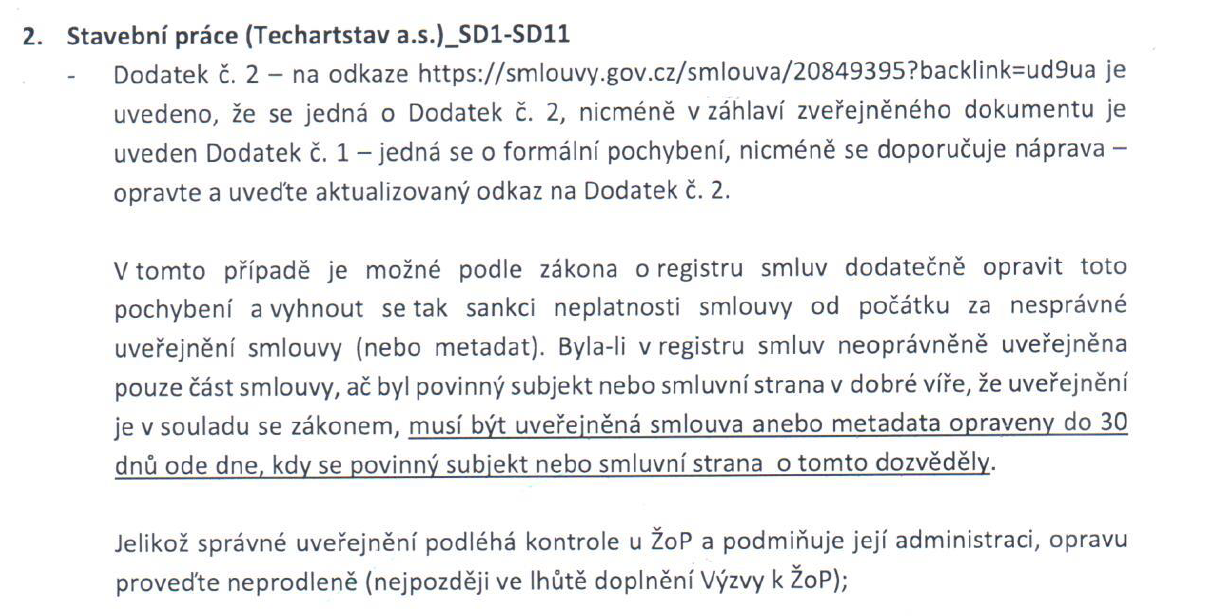 2. Stavební práce (Techartstav a.s.)_SD1-SD11
- Dodatek č. 2 – na odkaze https://smlouvy.gov.cz/smlouva/20849395?backlink=ud9ua je
uvedeno, že se jedná o Dodatek č. 2, nicméně v záhlaví zveřejněného dokumentu je
uveden Dodatek č. 1 – jedná se o formální pochybení, nicméně se doporučuje náprava –
opravte a uveďte aktualizovaný odkaz na Dodatek č. 2.
V tomto případě je možné podle zákona o registru smluv dodatečně opravit toto
pochybení a vyhnout se tak sankci neplatnosti smlouvy od počátku za nesprávné
uveřejnění smlouvy (nebo metadat). Byla-li v registru smluv neoprávněně uveřejněna
pouze část smlouvy, ač byl povinný subjekt nebo smluvní strana v dobré víře, že uveřejnění
je v souladu se zákonem, musí být uveřejněná smlouva anebo metadata opraveny do 30
dnů ode dne, kdy se povinný subjekt nebo smluvní strana o tomto dozvěděly.
Jelikož správné uveřejnění podléhá kontrole u ŽoP a podmiňuje její administraci, opravu
proveďte neprodleně (nejpozději ve lhůtě doplnění Výzvy k ŽoP);